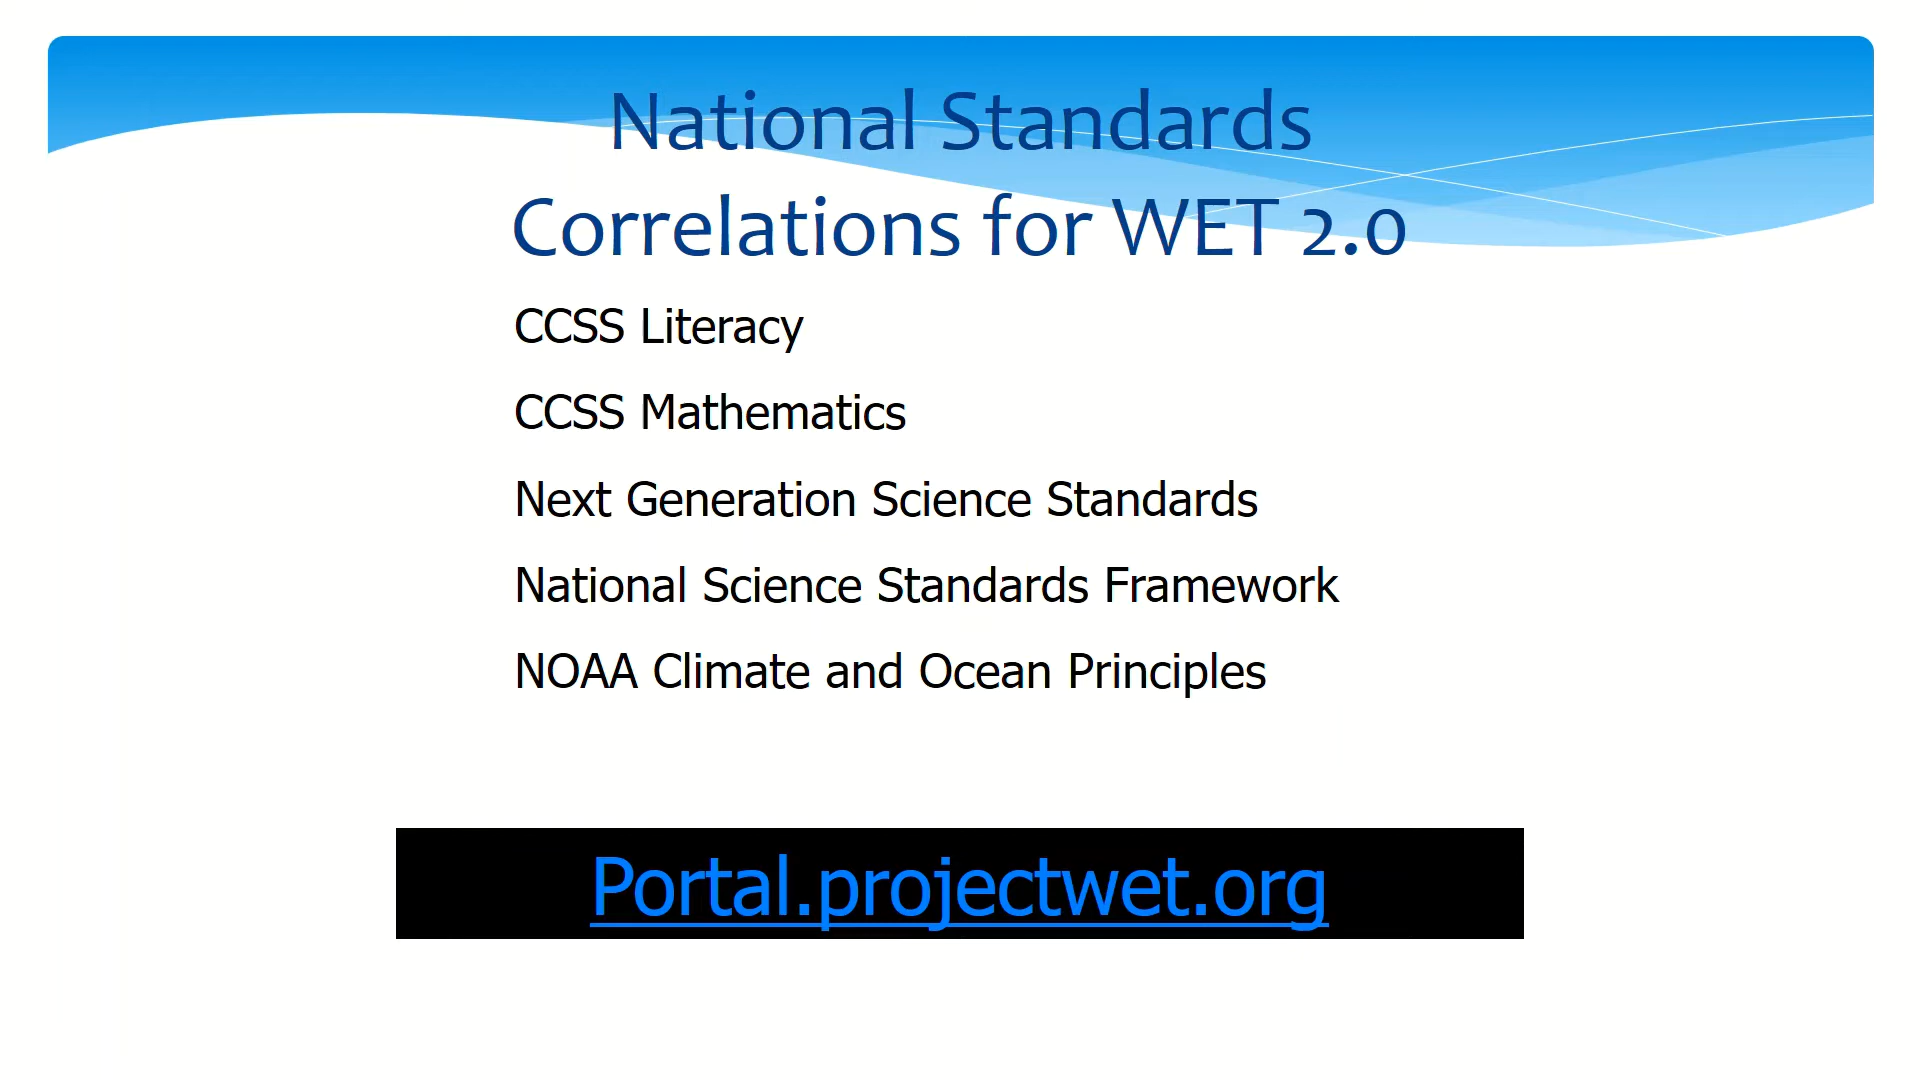 National Standards
Correlations for WET 2.0
CCSS Literacy
CCSS Mathematics
Next Generation Science Standards
National Science Standards Framework
NOAA Climate and Ocean Principles
Portal.projectwet.org